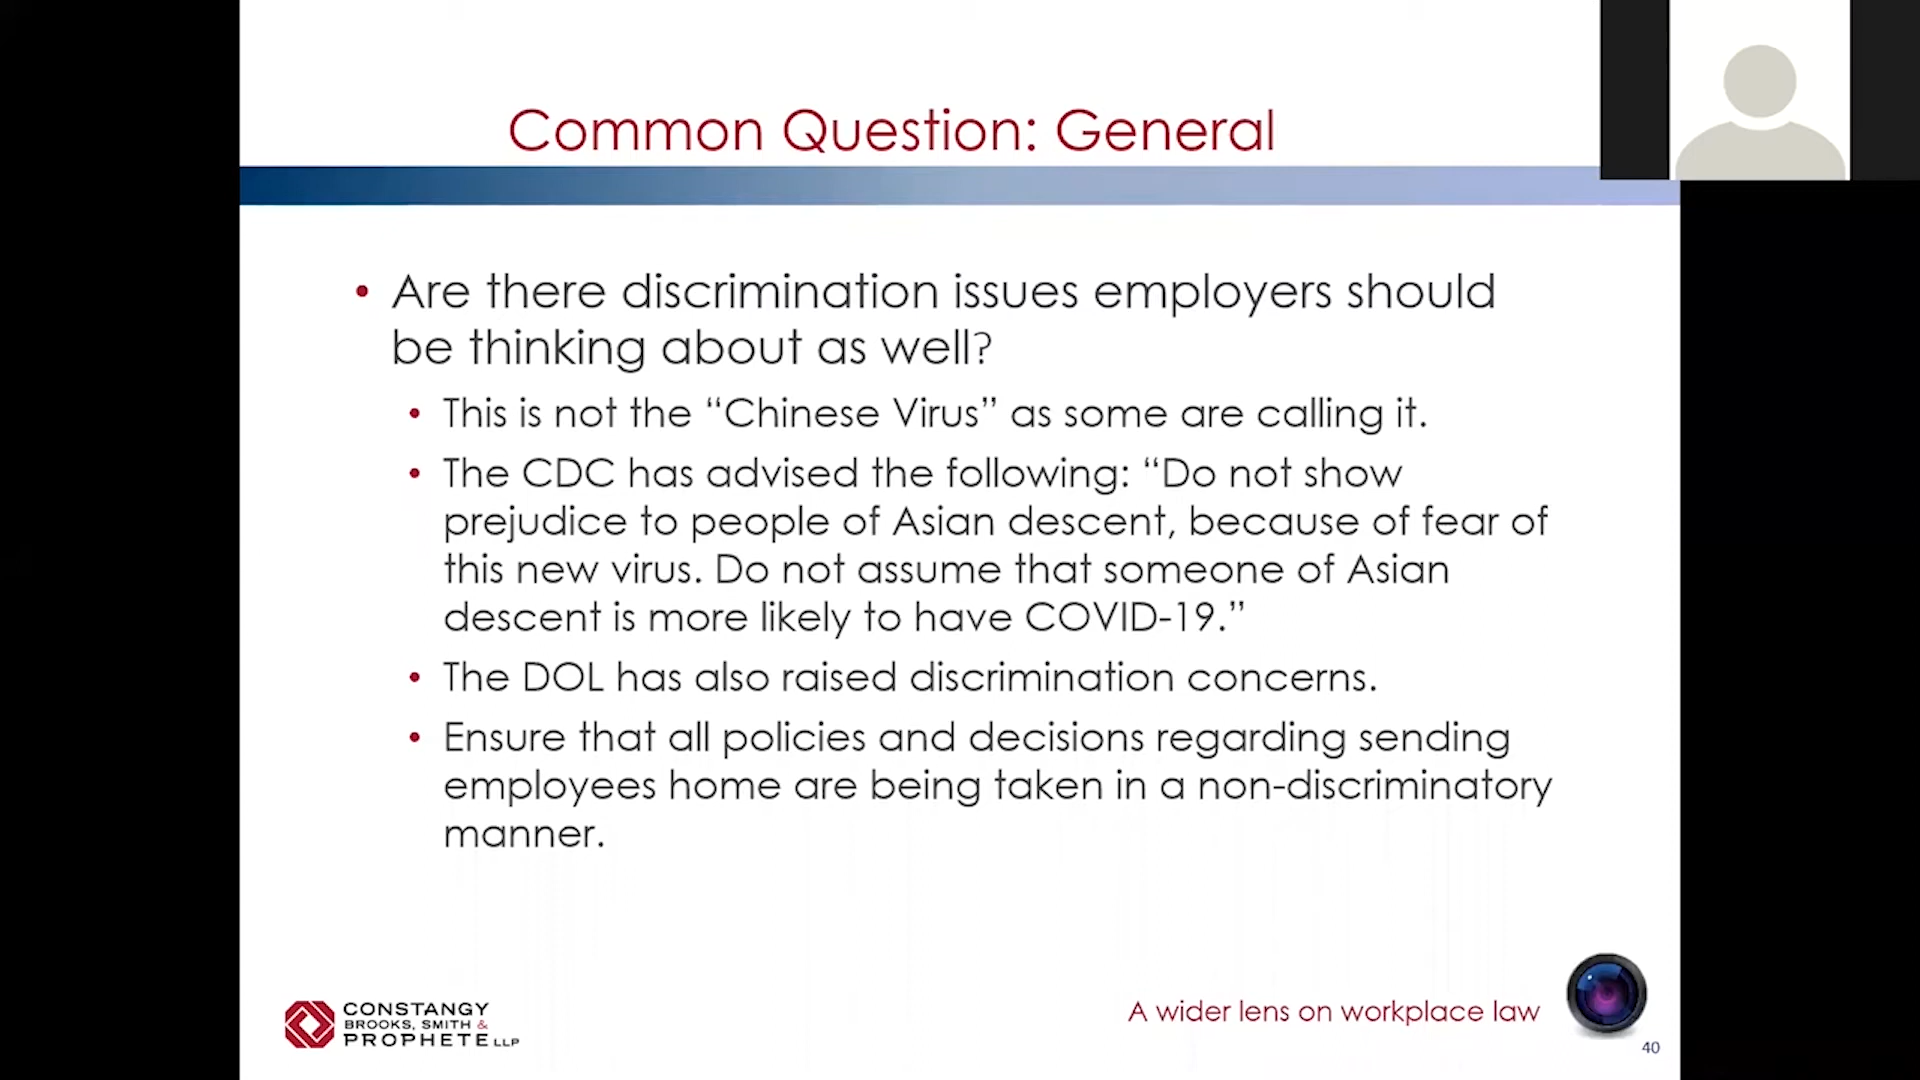 Common Question: General
• Are there discrimination issues employers should
be thinking about as well?
• This is not the “Chinese Virus” as some are calling it.
• The CDC has advised the following: “Do not show
prejudice to people of Asian descent, because of fear of
this new virus. Do not assume that someone of Asian
descent is more likely to have COVID-19.”
• The DOL has also raised discrimination concerns.
• Ensure that all policies and decisions regarding sending
employees home are being taken in a non-discriminatory
manner.
CONSTANGY
BROOKS, SMITH &
PROPHETE LLP
A wider lens on workplace law
40